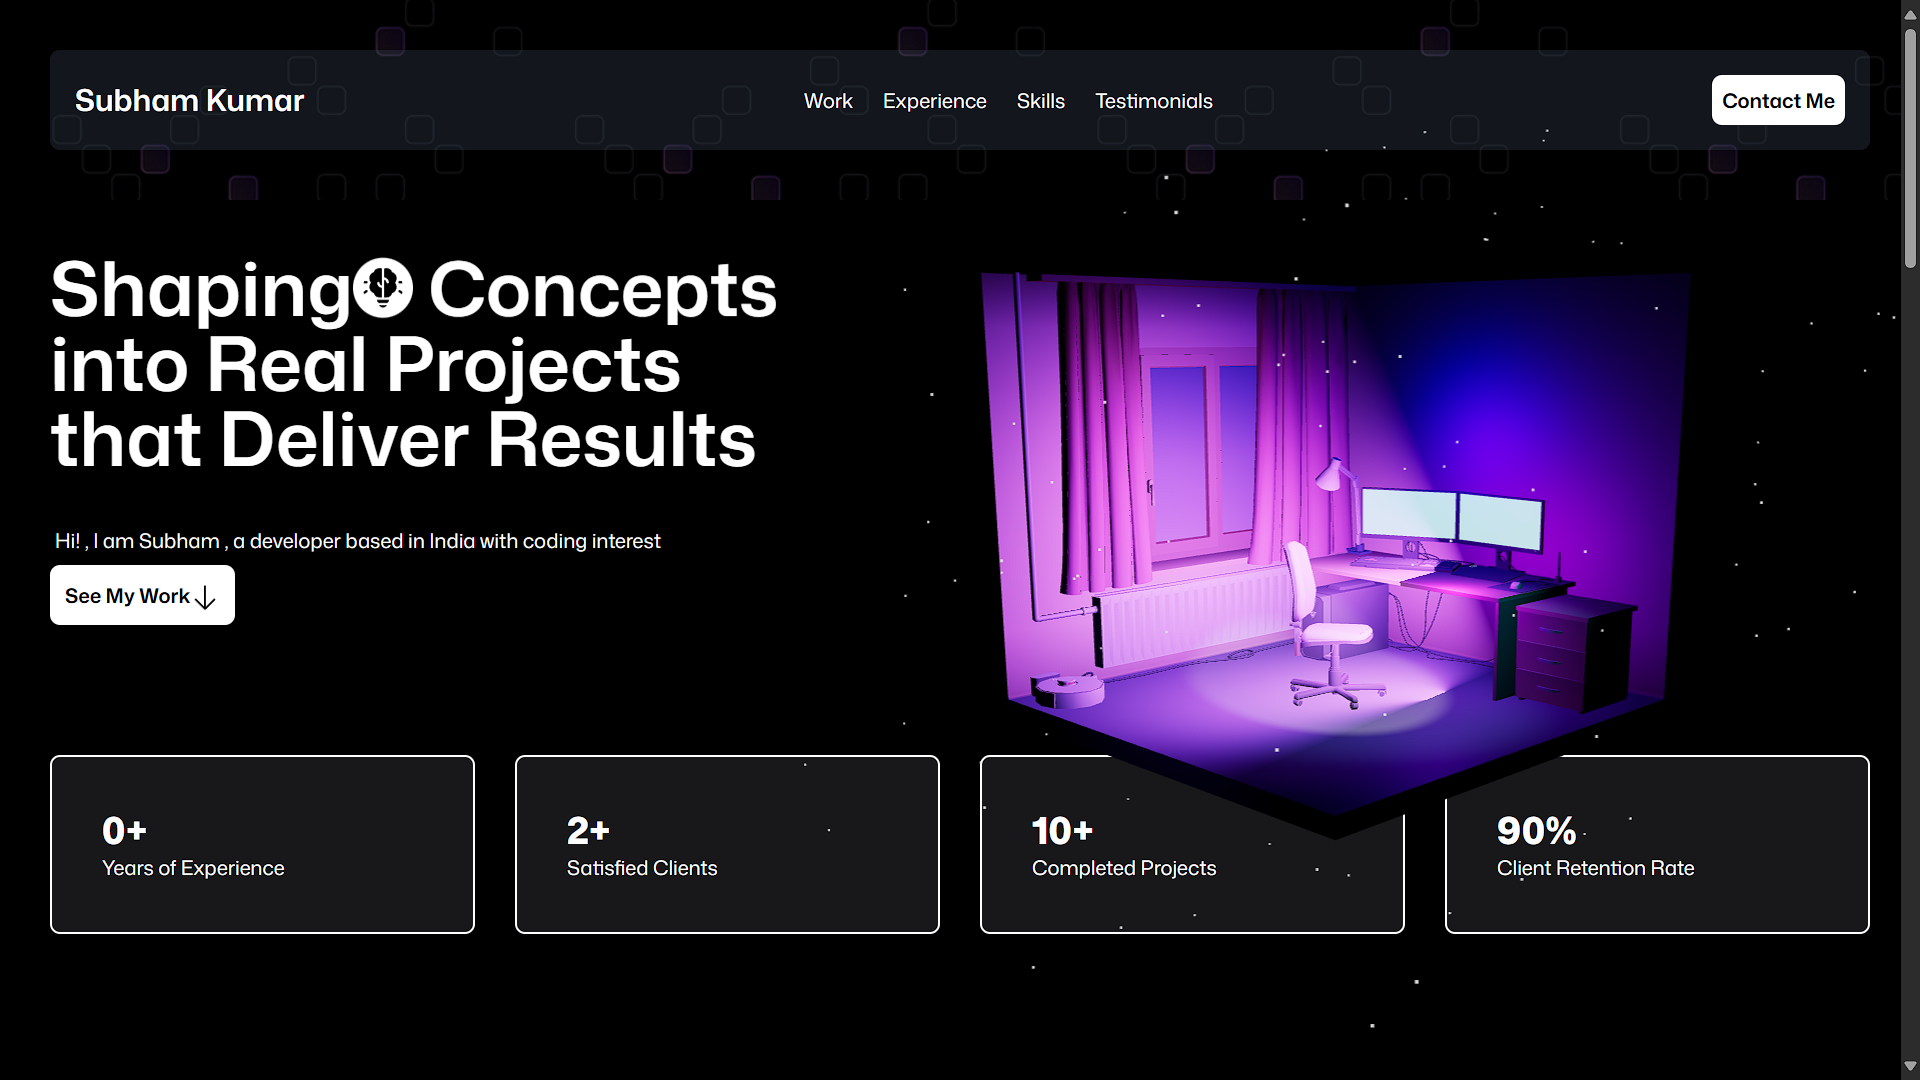 Subham Kumar
Work
Experience
Skills
Testimonials
Contact Me
Shaping Concepts
into Real Projects
that Deliver Results
Hi! , I am Subham , a developer based in India with coding interest
See My Work
0+
Years of Experience
2+
Satisfied Clients
10+
Completed Projects
90%
Client Retention Rate